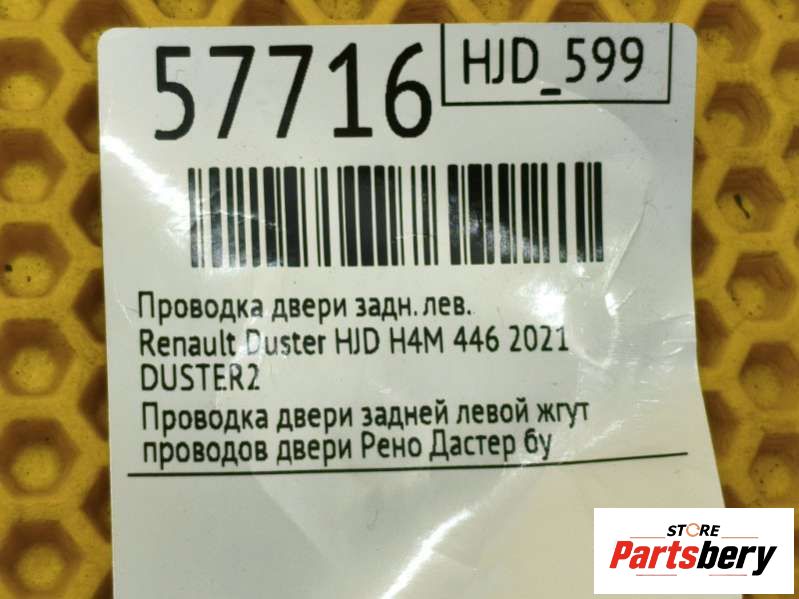 57716
HJD_599
Проводка двери задн. лев.
Renault Duster HJD H4M 446 2021
DUSTER2
Проводка двери задней левой жгут
проводов двери Рено Дастер бу
STORE
Partsbery